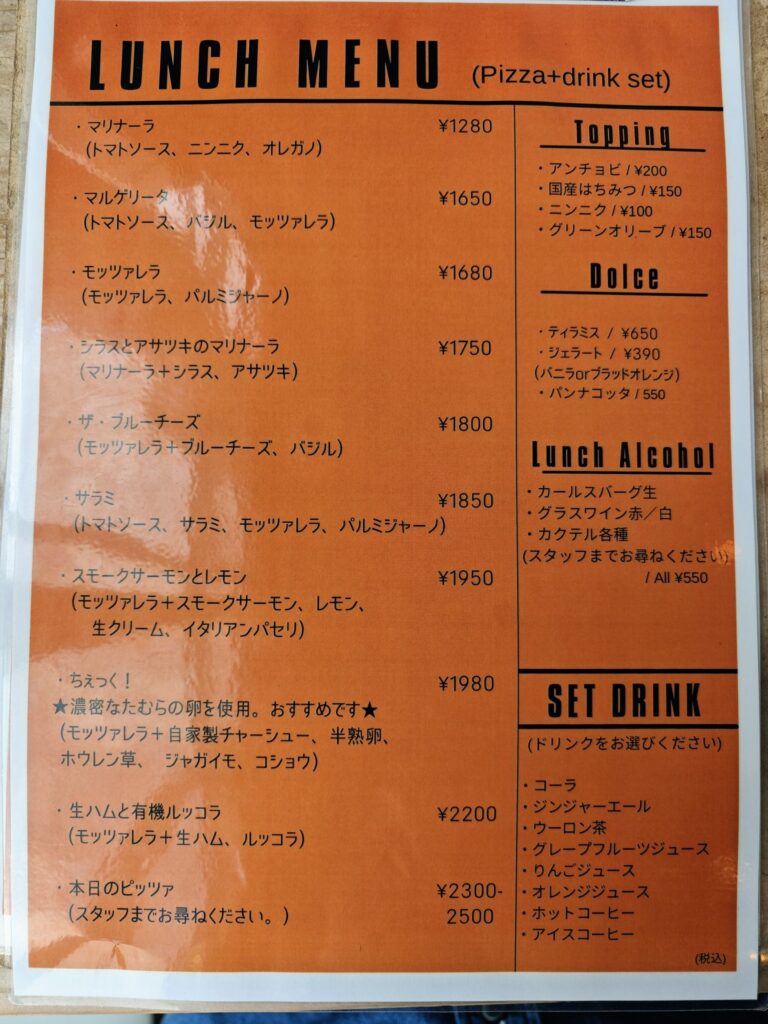 LUNCH MENU (Pizza+drink set)
・マリナーラ ¥1280
(トマトソース、ニンニク、オレガノ)
・マルゲリータ ¥1650
(トマトソース、バジル、モッツァレラ)
・モッツァレラ ¥1680
(モッツァレラ、パルミジャーノ)
・シラスとアサツキのマリナーラ ¥1750
(マリナーラ+シラス、アサツキ)
・ザ・ブルーチーズ ¥1800
(モッツァレラ+ブルーチーズ、バジル)
・サラミ ¥1850
(トマトソース、サラミ、モッツァレラ、パルミジャーノ)
・スモークサーモンとレモン ¥1950
(モッツァレラ+スモークサーモン、レモン、
生クリーム、イタリアンパセリ)
・ちぇっく! ¥1980
★濃密なたむらの卵を使用。おすすめです★
(モッツァレラ+自家製チャーシュー、半熟卵、
ホウレン草、 ジャガイモ、コショウ)
・生ハムと有機ルッコラ ¥2200
(モッツァレラ+生ハム、ルッコラ)
・本日のピッツァ ¥2300-
(スタッフまでお尋ねください。) 2500
Topping
・アンチョビ / ¥200
・国産はちみつ / ¥150
・ニンニク / ¥100
・グリーンオリーブ / ¥150
Dolce
・ティラミス / ¥650
・ジェラート / ¥390
(バニラorブラッドオレンジ)
・パンナコッタ / 550
Lunch Alcohol
・カールスバーグ生
・グラスワイン赤/白
・カクテル各種
(スタッフまでお尋ねください)
/ All ¥550
SET DRINK
(ドリンクをお選びください)
・コーラ
・ジンジャーエール
・ウーロン茶
・グレープフルーツジュース
・りんごジュース
・オレンジジュース
・ホットコーヒー
・アイスコーヒー
(税込)